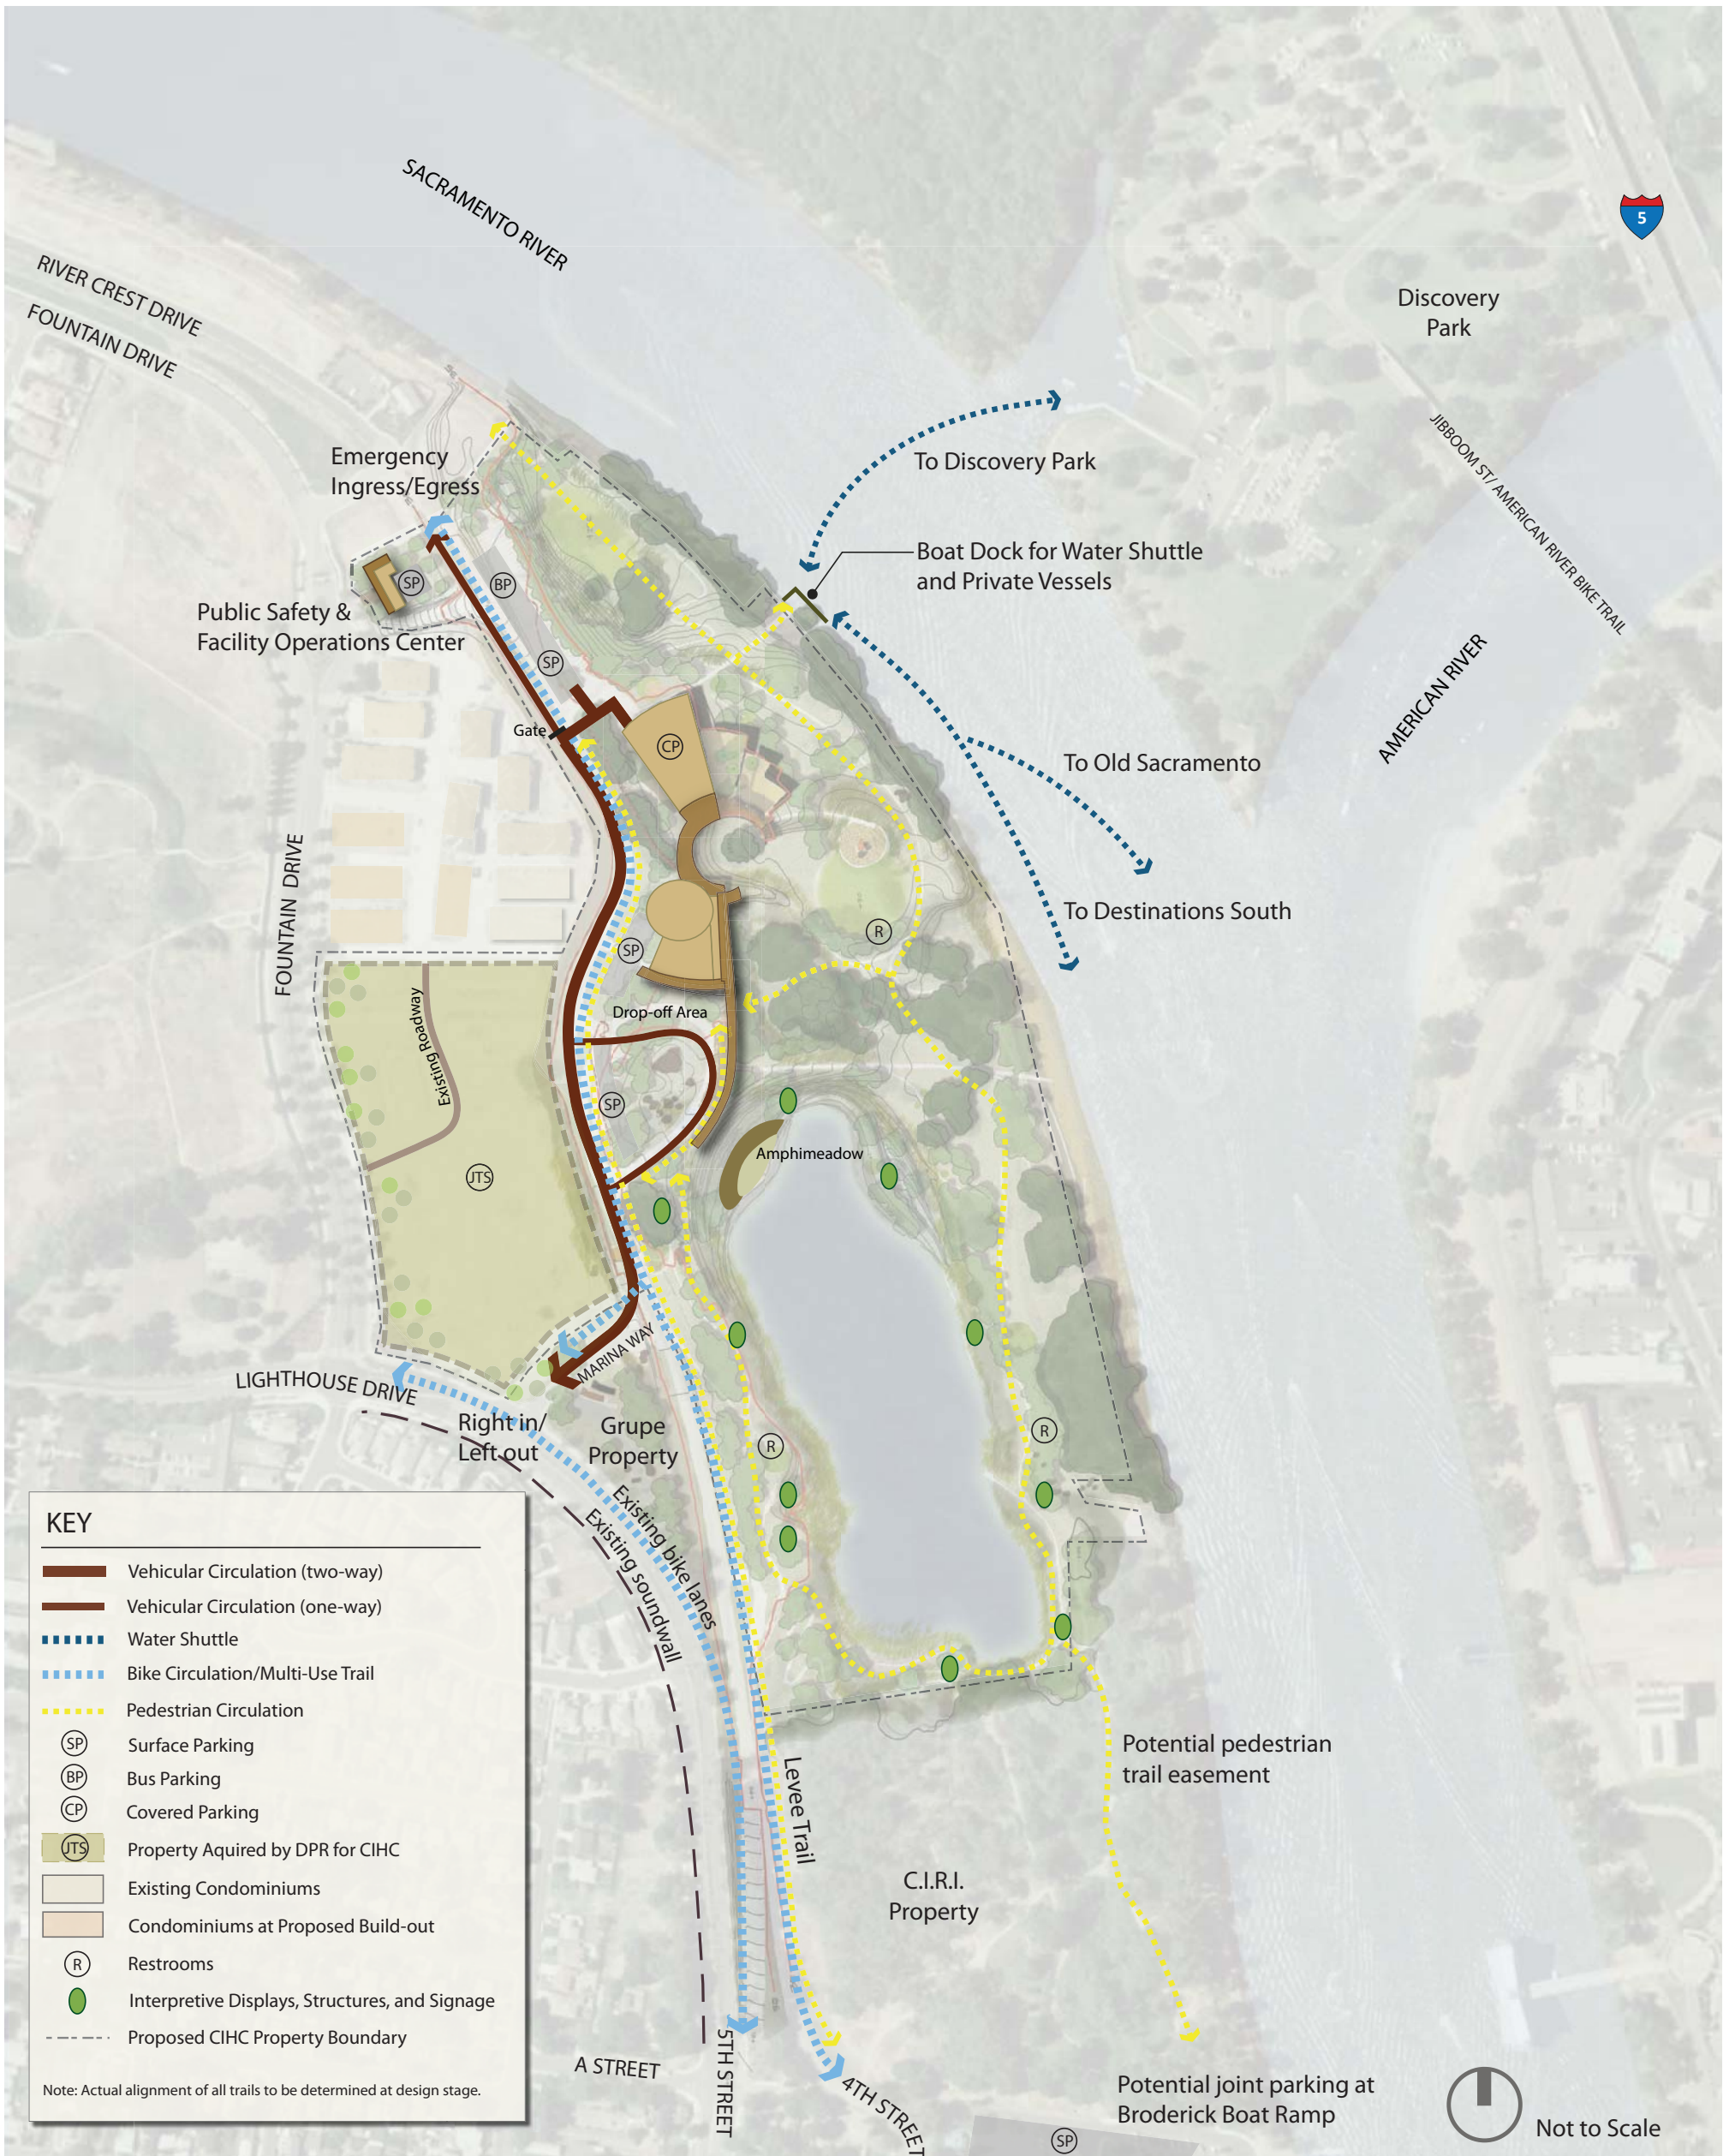 SACRAMENTO RIVER
5
RIVER CREST DRIVE
FOUNTAIN DRIVE
Discovery
Park
JIBBOOM ST/ AMERICAN RIVER BIKE TRAIL
AMERICAN RIVER
Emergency
Ingress/Egress
To Discovery Park
Boat Dock for Water Shuttle
and Private Vessels
SP
BP
Public Safety &
Facility Operations Center
SP
Gate
CP
To Old Sacramento
FOUNTAIN DRIVE
To Destinations South
R
SP
Drop-off Area
Existing Roadway
SP
Amphimeadow
JTS
MARINA WAY
LIGHTHOUSE DRIVE
Right in/
Left out
Grupe
Property
R
R
Existing bike lanes
Existing soundwall
KEY
Vehicular Circulation (two-way)
Vehicular Circulation (one-way)
Water Shuttle
Bike Circulation/Multi-Use Trail
Pedestrian Circulation
SP Surface Parking
BP Bus Parking
CP Covered Parking
JTS Property Aquired by DPR for CIHC
Existing Condominiums
Condominiums at Proposed Build-out
R Restrooms
Interpretive Displays, Structures, and Signage
Proposed CIHC Property Boundary
Note: Actual alignment of all trails to be determined at design stage.
Levee Trail
Potential pedestrian
trail easement
C.I.R.I.
Property
A STREET
5TH STREET
4TH STREET
Potential joint parking at
Broderick Boat Ramp
SP
Not to Scale